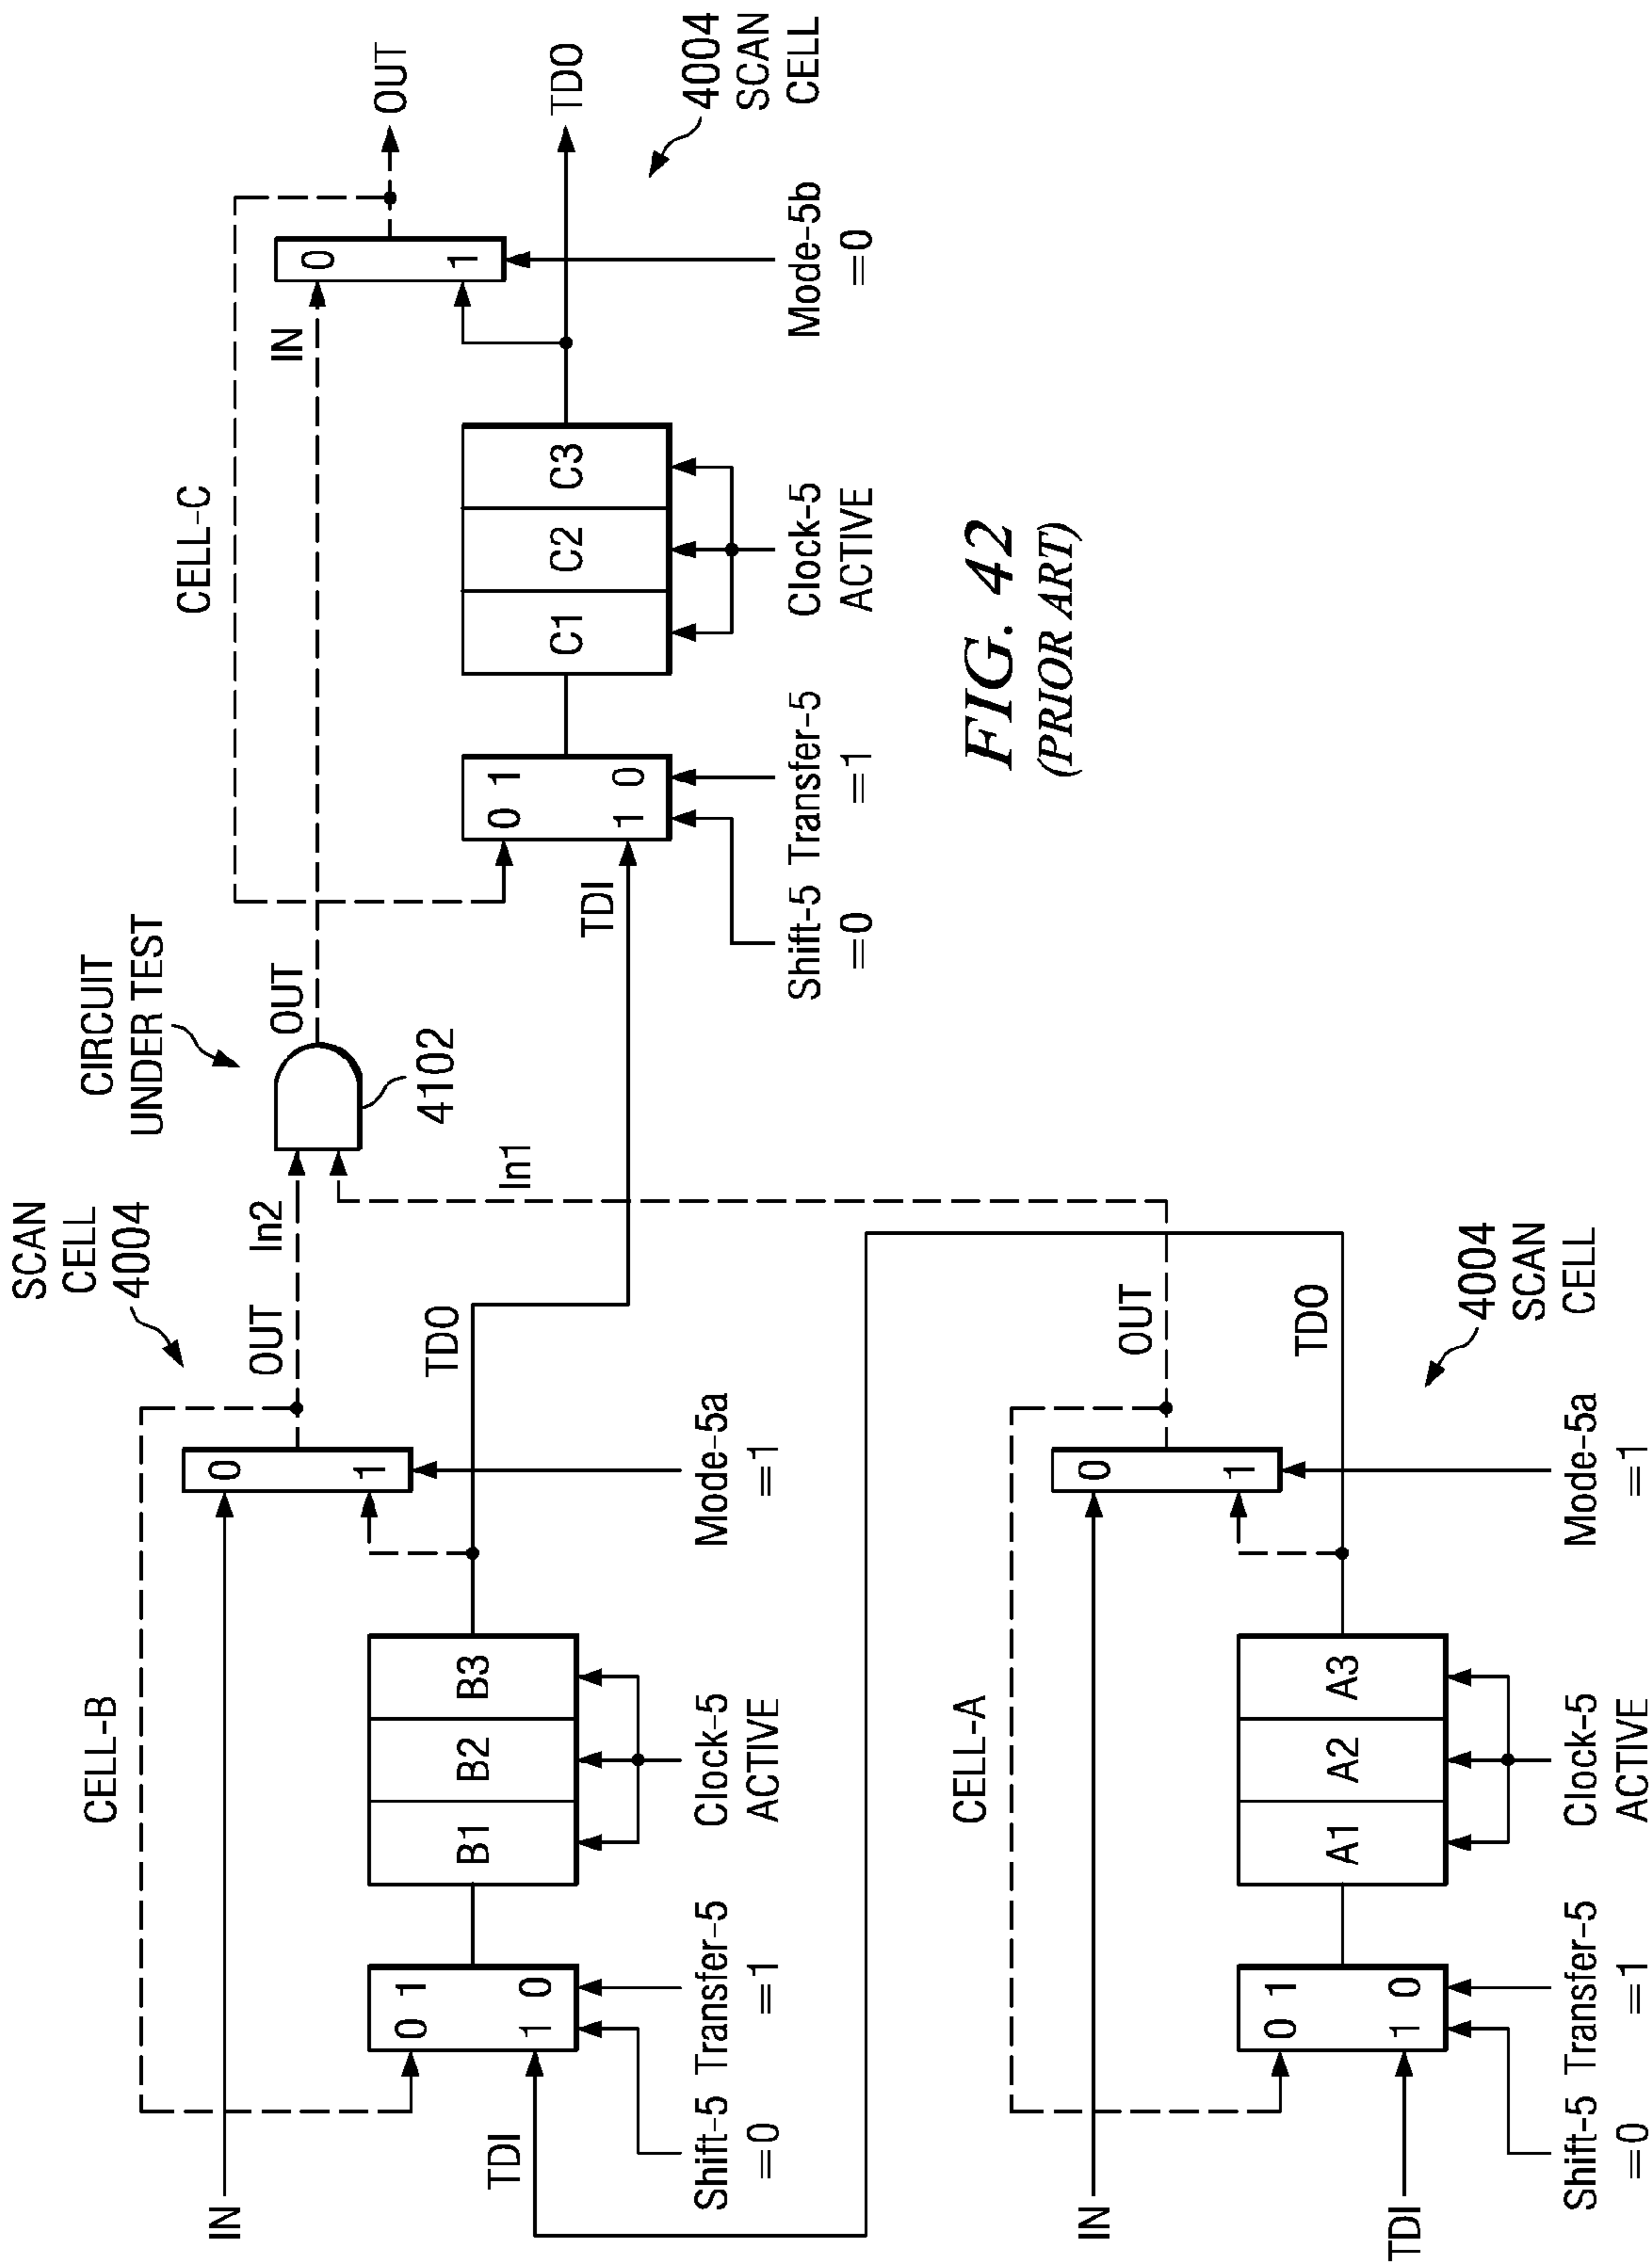 SCAN
CELL
4004
CIRCUIT
UNDER TEST
CELL-B
OUT
In2
OUT
CELL-C
IN
0
1
OUT
IN
0
1
4102
TDI
0 1
1 0
B1
B2
B3
TDO
In1
TDI
0 1
1 0
C1
C2
C3
TDO
Shift-5
=0
Transfer-5
=1
Clock-5
ACTIVE
Mode-5a
=1
Shift-5
=0
Transfer-5
=1
Clock-5
ACTIVE
Mode-5b
=0
4004
SCAN
CELL
CELL-A
IN
0
1
OUT
TDI
0 1
1 0
A1
A2
A3
TDO
4004
SCAN
CELL
Shift-5
=0
Transfer-5
=1
Clock-5
ACTIVE
Mode-5a
=1
FIG. 42
(PRIOR ART)